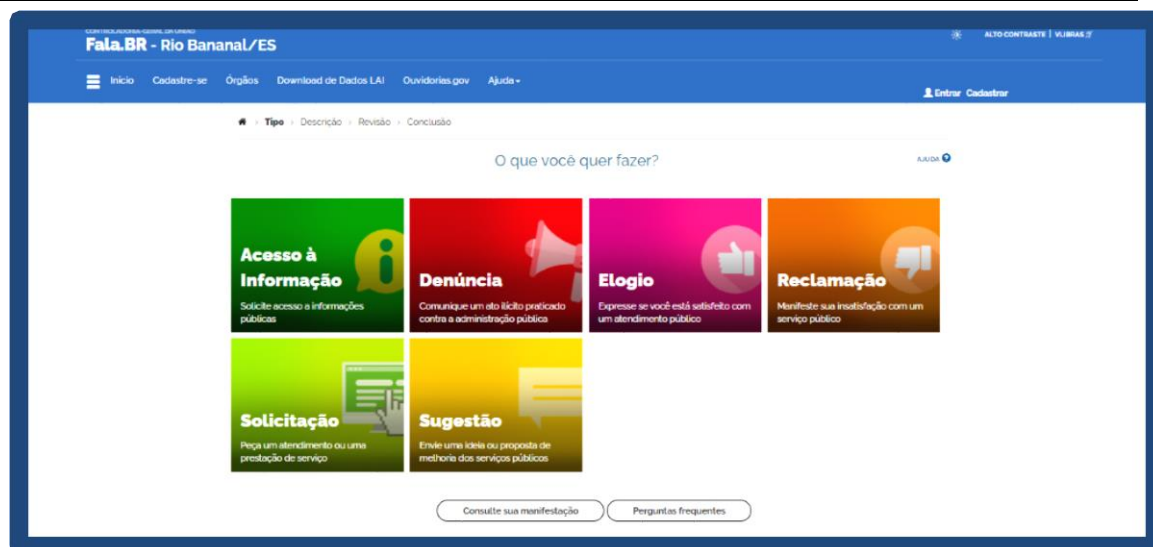 CONTROLADORIA-GERAL DA UNIÃO
Fala.BR - Rio Bananal/ES
ALTO CONTRASTE | VLIBRAS
Início Cadastre-se Órgãos Download de Dados LAI Ouvidorias.gov Ajuda
Entrar Cadastrar
Tipo › Descrição › Revisão › Conclusão
O que você quer fazer?
AJUDA
Acesso à
Informação
Solicite acesso a informações
públicas
Denúncia
Comunique um ato ilícito praticado
contra a administração pública
Elogio
Expresse se você está satisfeito com
um atendimento público
Reclamação
Manifeste sua insatisfação com um
serviço público
Solicitação
Peça um atendimento ou uma
prestação de serviço
Sugestão
Envie uma ideia ou proposta de
melhoria dos serviços públicos
Consulte sua manifestação
Perguntas frequentes